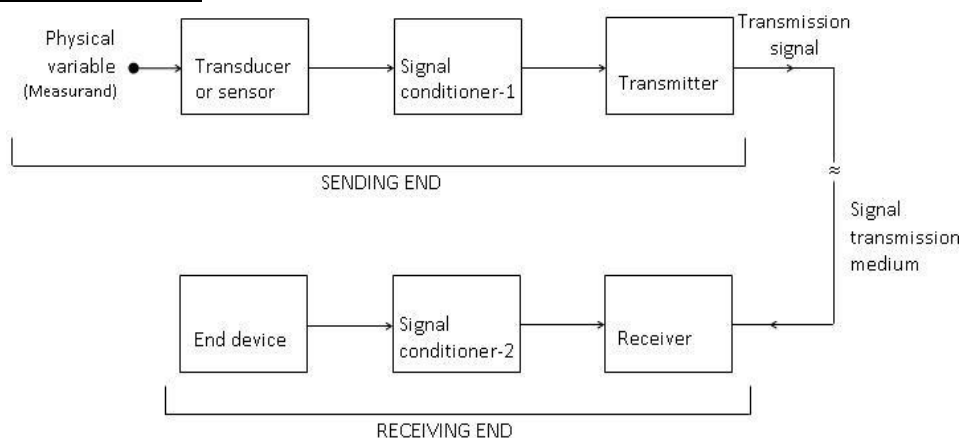 Physical
variable
(Measurand)
Transducer
or sensor
Signal
conditioner-1
Transmitter
Transmission
signal
SENDING END
≈
Signal
transmission
medium
End device
Signal
conditioner-2
Receiver
RECEIVING END